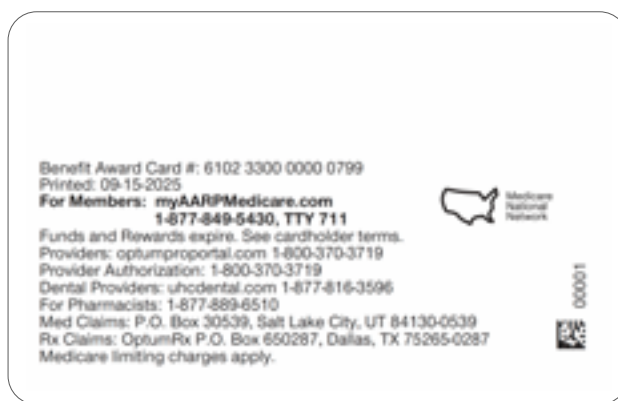 Benefit Award Card #: 6102 3300 0000 0799
Printed: 09-15-2025
For Members: myAARPMedicare.com
1-877-849-5430, TTY 711
Funds and Rewards expire. See cardholder terms.
Providers: optumproportal.com 1-800-370-3719
Provider Authorization: 1-800-370-3719
Dental Providers: uhcdental.com 1-877-816-3596
For Pharmacists: 1-877-889-6510
Med Claims: P.O. Box 30539, Salt Lake City, UT 84130-0539
Rx Claims: OptumRx P.O. Box 650287, Dallas, TX 75265-0287
Medicare limiting charges apply.
Medicare
National
Network
00001